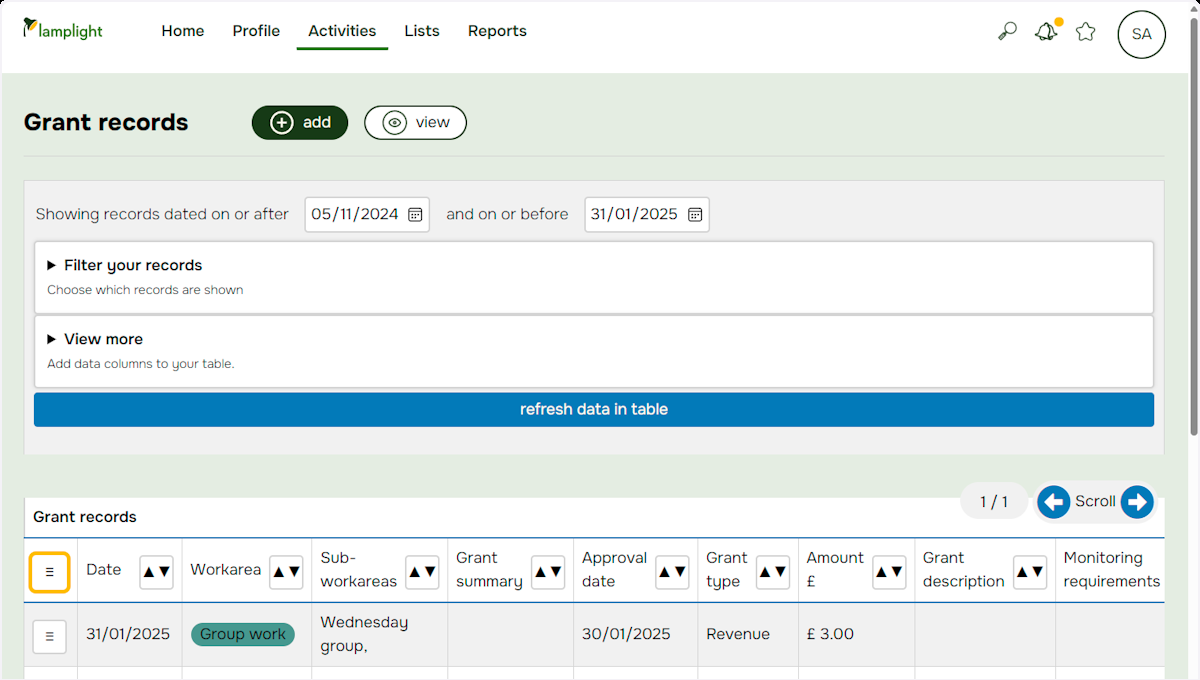 lamplight
Home Profile Activities Lists Reports
SA
Grant records
add
view
Showing records dated on or after 05/11/2024 and on or before 31/01/2025
Filter your records
Choose which records are shown
View more
Add data columns to your table.
refresh data in table
1 / 1 Scroll
Grant records
Date Workarea Sub-workareas Grant summary Approval date Grant type Amount £ Grant description Monitoring requirements
31/01/2025 Group work Wednesday group, 30/01/2025 Revenue £ 3.00